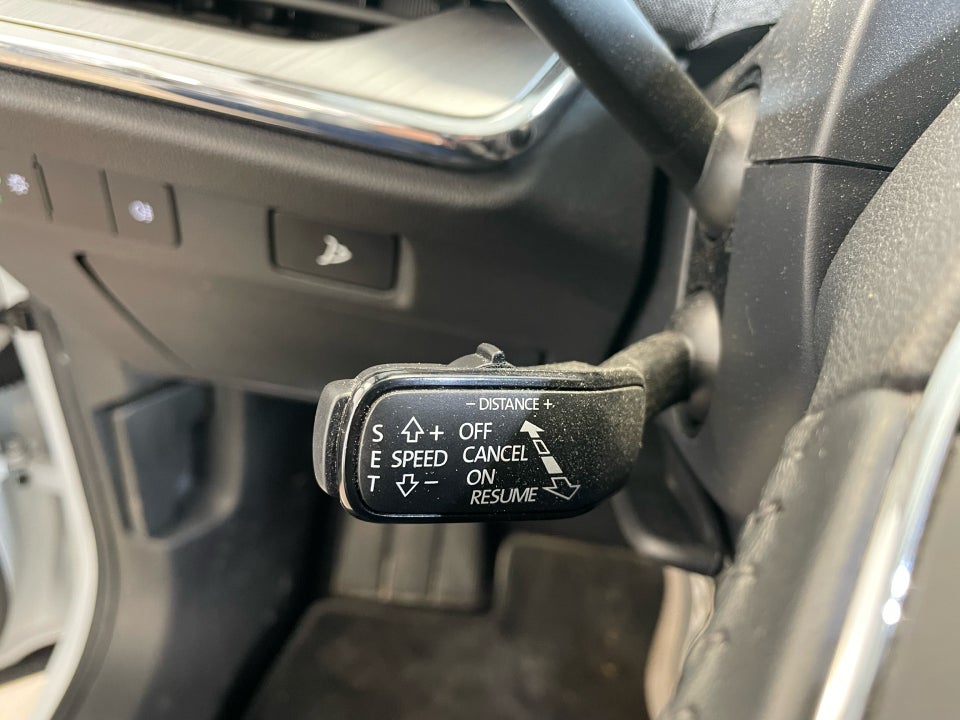 − DISTANCE +
S + OFF
E SPEED CANCEL
T − ON
RESUME